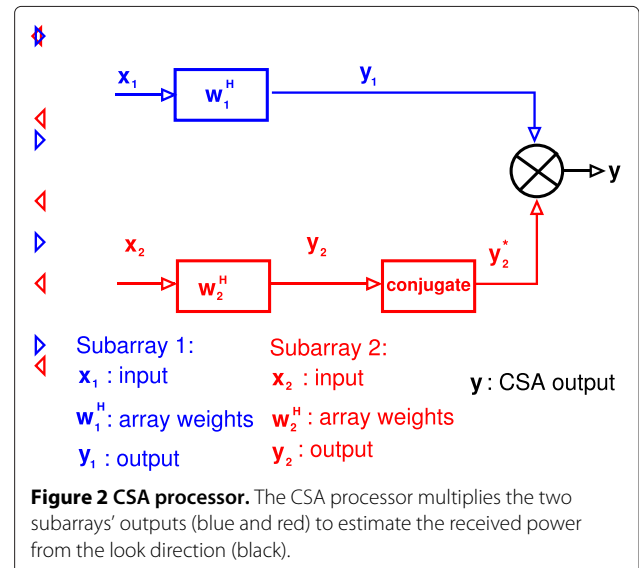 x₁
w₁ᴴ
y₁
y
x₂
w₂ᴴ
y₂
conjugate
y₂*
Subarray 1:
x₁ : input
w₁ᴴ: array weights
y₁ : output
Subarray 2:
x₂ : input
w₂ᴴ: array weights
y₂ : output
y : CSA output
Figure 2 CSA processor. The CSA processor multiplies the two
subarrays’ outputs (blue and red) to estimate the received power
from the look direction (black).